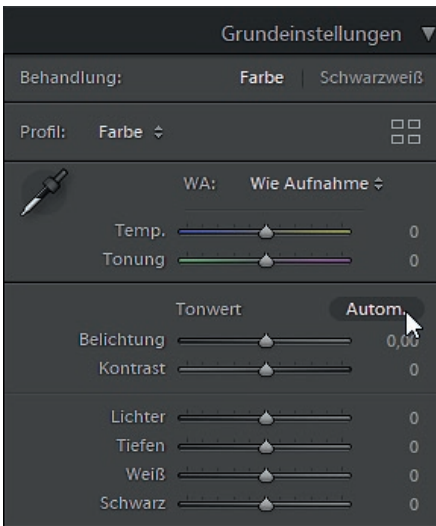 Grundeinstellungen
Behandlung: Farbe Schwarzweiß
Profil: Farbe
WA: Wie Aufnahme
Temp. 0
Tonung 0
Tonwert Autom.
Belichtung 0,00
Kontrast 0
Lichter 0
Tiefen 0
Weiß 0
Schwarz 0